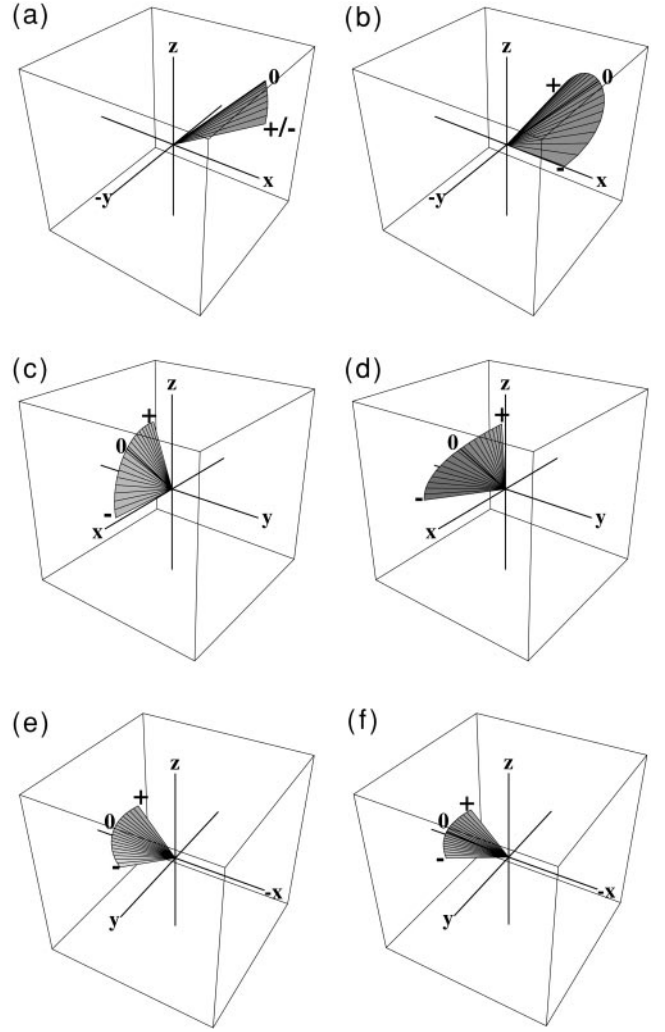 (a)
z
0
+/-
x
-y
(b)
z
+
0
x
-
-y
(c)
z
+
0
-
x
y
(d)
z
+
0
-
x
y
(e)
z
+
0
-
-x
y
(f)
z
+
0
-
-x
y